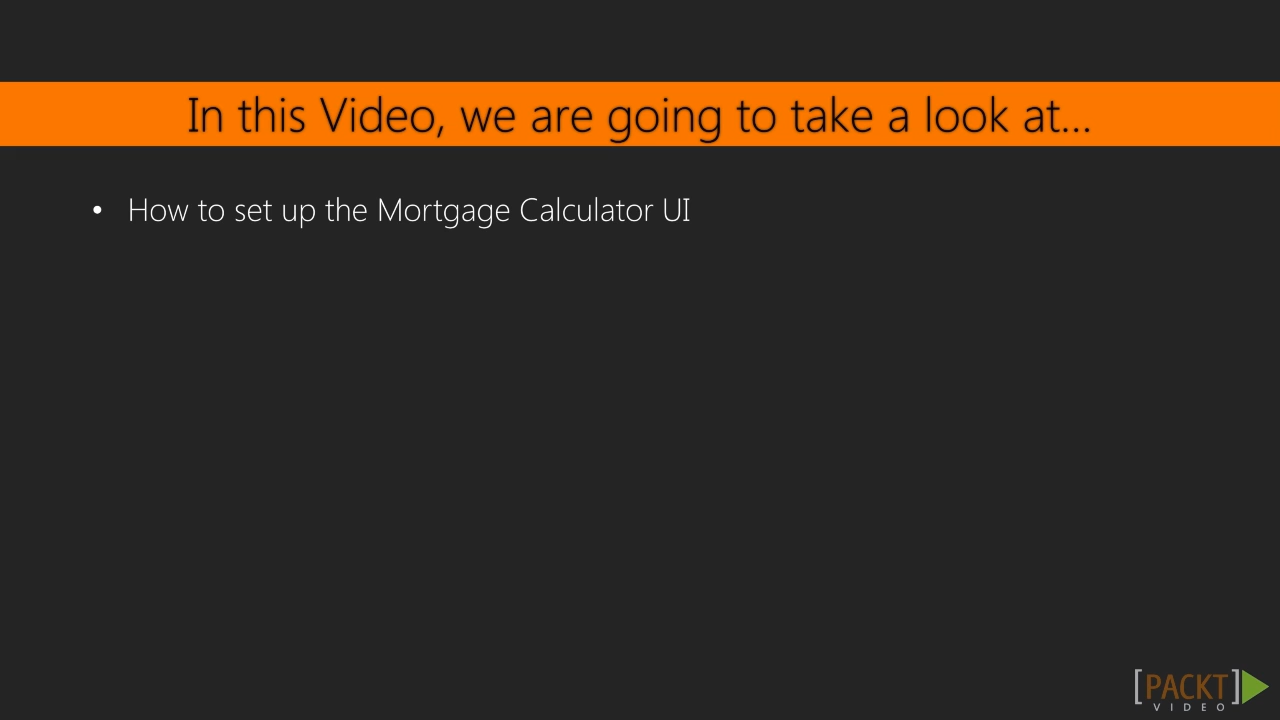 In this Video, we are going to take a look at...
• How to set up the Mortgage Calculator UI
[PACKT]
VIDEO